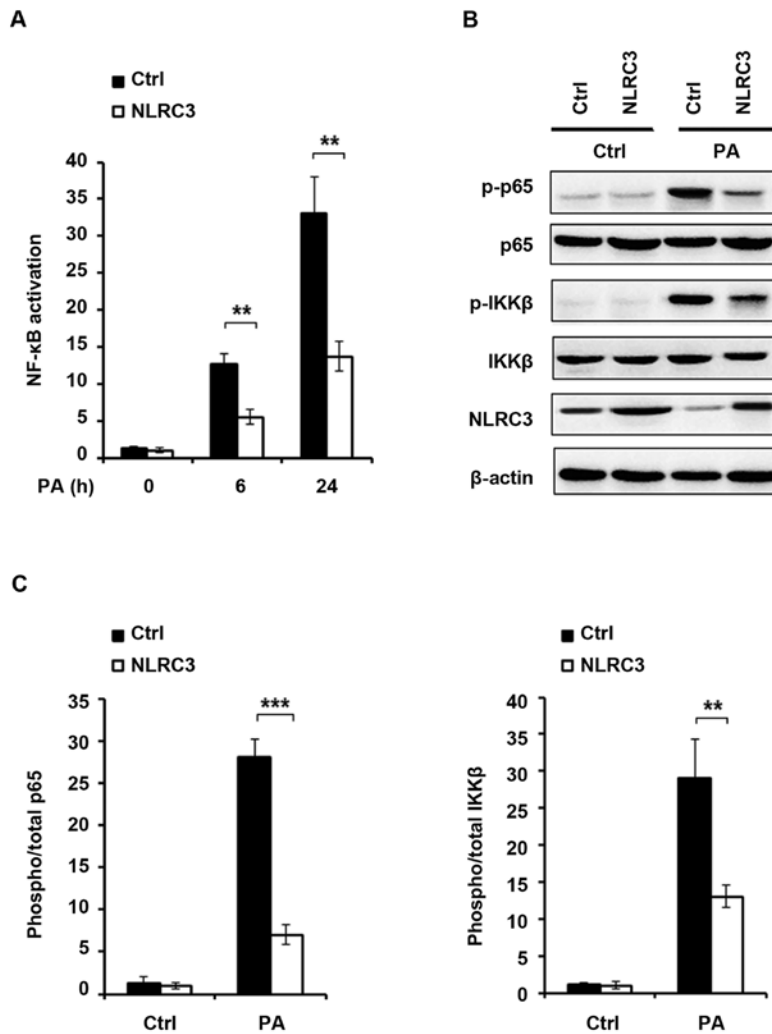 A
Ctrl
NLRC3
NF-κB activation
40
35
30
25
20
15
10
5
0
**
**
PA (h) 0 6 24
B
Ctrl NLRC3 Ctrl NLRC3
Ctrl PA
p-p65
p65
p-IKKβ
IKKβ
NLRC3
β-actin
C
Ctrl
NLRC3
Phospho/total p65
35
30
25
20
15
10
5
0
***
Ctrl PA
Ctrl
NLRC3
Phospho/total IKKβ
40
35
30
25
20
15
10
5
0
**
Ctrl PA